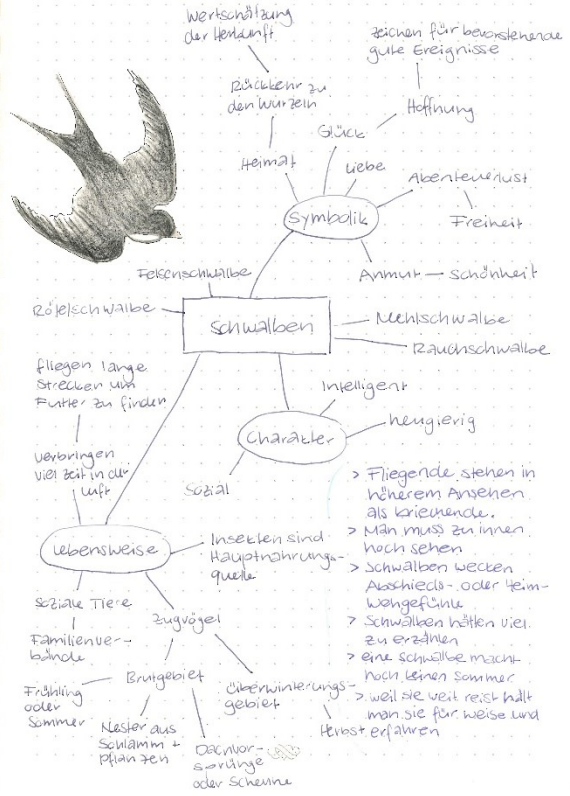 Wertschätzung
der Herkunft
Zeichen für bevorstehende
gute Ereignisse
Rückkehr zu
den Wurzeln
Hoffnung
Glück
Heimat
Liebe
Abenteuerlust
Symbolik
Freiheit
Anmut — Schönheit
Felsenschwalbe
Rötelschwalbe
Schwalben
Mehlschwalbe
Rauchschwalbe
fliegen lange
Strecken um
Futter zu finden
Intelligent
neugierig
Charakter
Sozial
verbringen
viel Zeit in der
Luft
Lebensweise
Insekten sind
Hauptnahrungs-
quelle
Soziale Tiere
Familienver-
bände
Zugvögel
Brutgebiet
Frühling
oder
Sommer
Nester aus
Schlamm +
Pflanzen
Dachvor-
sprünge
oder Scheune
Überwinterungs-
gebiet
Herbst
> Fliegende stehen in
höherem Ansehen
als kriechende.
> Man muss zu ihnen
hoch sehen
> Schwalben wecken
Abschieds- oder Heim-
wehgefühle
> Schwalben hätten viel
zu erzählen
> eine Schwalbe macht
noch keinen Sommer
> weil sie weit reist hält
man sie für weise und
erfahren